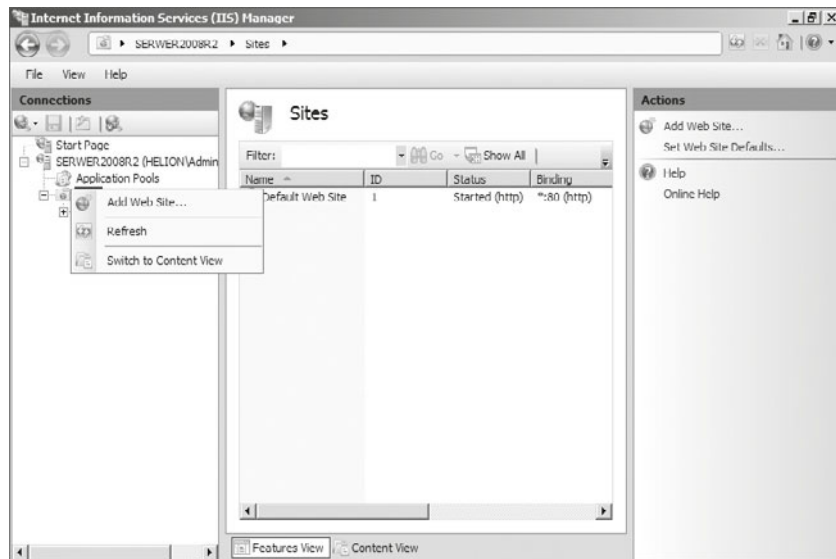 Internet Information Services (IIS) Manager
SERWER2008R2 Sites
File View Help
Connections
Start Page
SERWER2008R2 (HELION\Admin
Application Pools
Add Web Site...
Refresh
Switch to Content View
Sites
Filter: Go Show All
Name ID Status Binding
Default Web Site 1 Started (http) *:80 (http)
Features View Content View
Actions
Add Web Site...
Set Web Site Defaults...
Help
Online Help